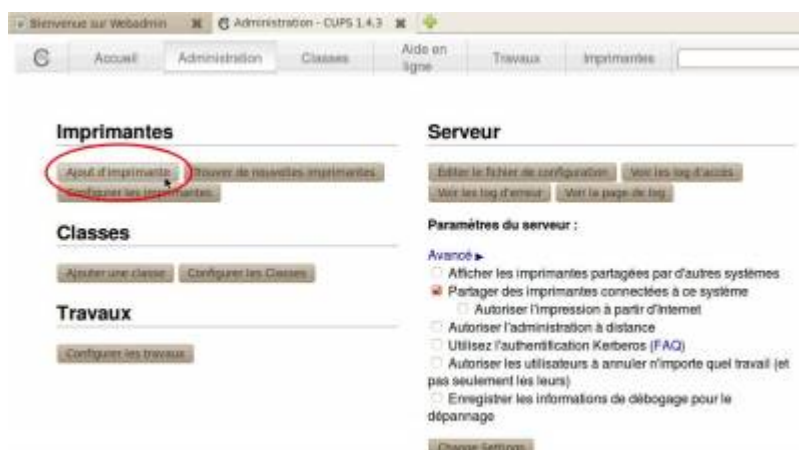 Bienvenue sur Webadmin
Administration - CUPS 1.4.3
Accueil
Administration
Classes
Aide en
ligne
Travaux
Imprimantes
Imprimantes
Ajout d'imprimante
Trouver de nouvelles imprimantes
Configurer les imprimantes
Classes
Ajouter une classe
Configurer les Classes
Travaux
Configurer les travaux
Serveur
Editer le fichier de configuration
Voir les log d'accès
Voir les log d'erreur
Voir la page de log
Paramètres du serveur :
Avancé
Afficher les imprimantes partagées par d'autres systèmes
Partager des imprimantes connectées à ce système
Autoriser l'impression à partir d'Internet
Autoriser l'administration à distance
Utilisez l'authentification Kerberos (FAQ)
Autoriser les utilisateurs à annuler n'importe quel travail (et
pas seulement les leurs)
Enregistrer les informations de débogage pour le
dépannage
Change Settings